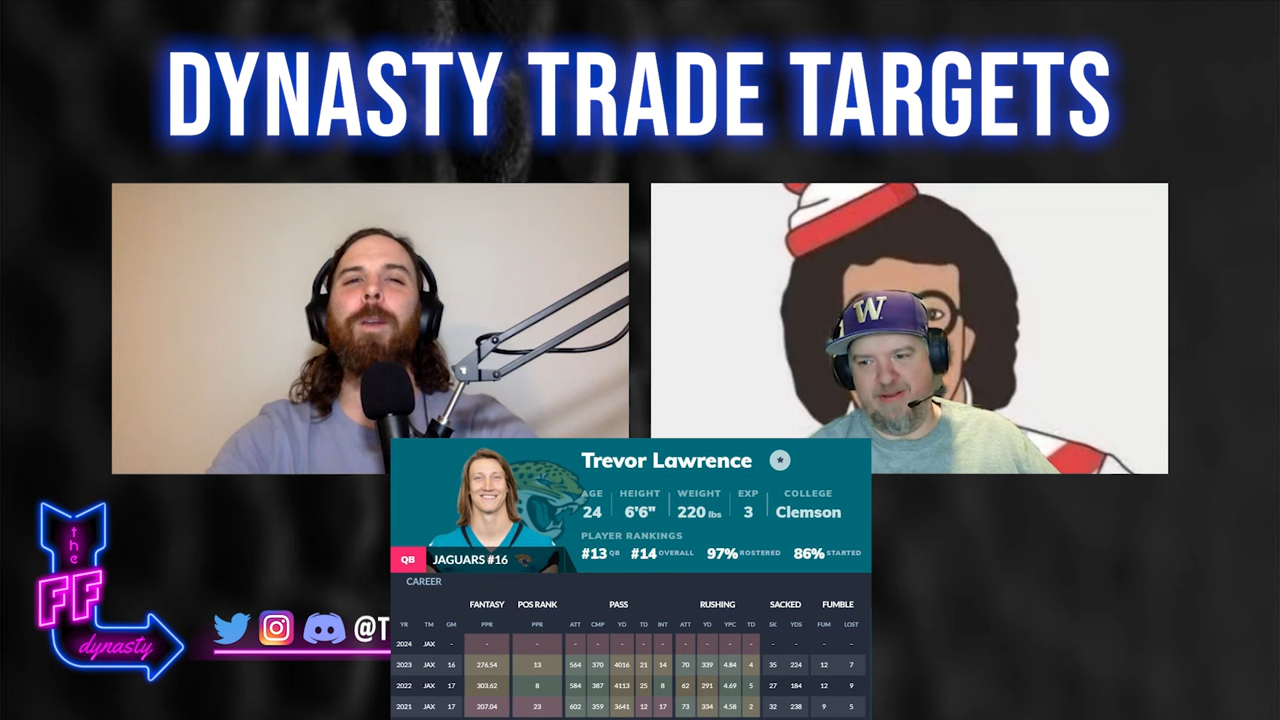 DYNASTY TRADE TARGETS
W
Trevor Lawrence
AGE HEIGHT WEIGHT EXP COLLEGE
24 6'6" 220 lbs 3 Clemson
PLAYER RANKINGS
#13 QB #14 OVERALL 97% ROSTERED 86% STARTED
QB JAGUARS #16
CAREER
FANTASY POS RANK PASS RUSHING SACKED FUMBLE
YR TM GM PPR PPR ATT CMP YD TD INT ATT YD YPC TD SK YDS FUM LOST
2024 JAX - - - - - - - - - - - - - - - -
2023 JAX 16 276.54 13 564 370 4016 21 14 70 339 4.84 4 35 224 12 7
2022 JAX 17 303.62 8 584 387 4113 25 8 62 291 4.69 5 27 184 12 9
2021 JAX 17 207.04 23 602 359 3641 12 17 73 334 4.58 2 32 238 9 5
the
FF
dynasty
@T